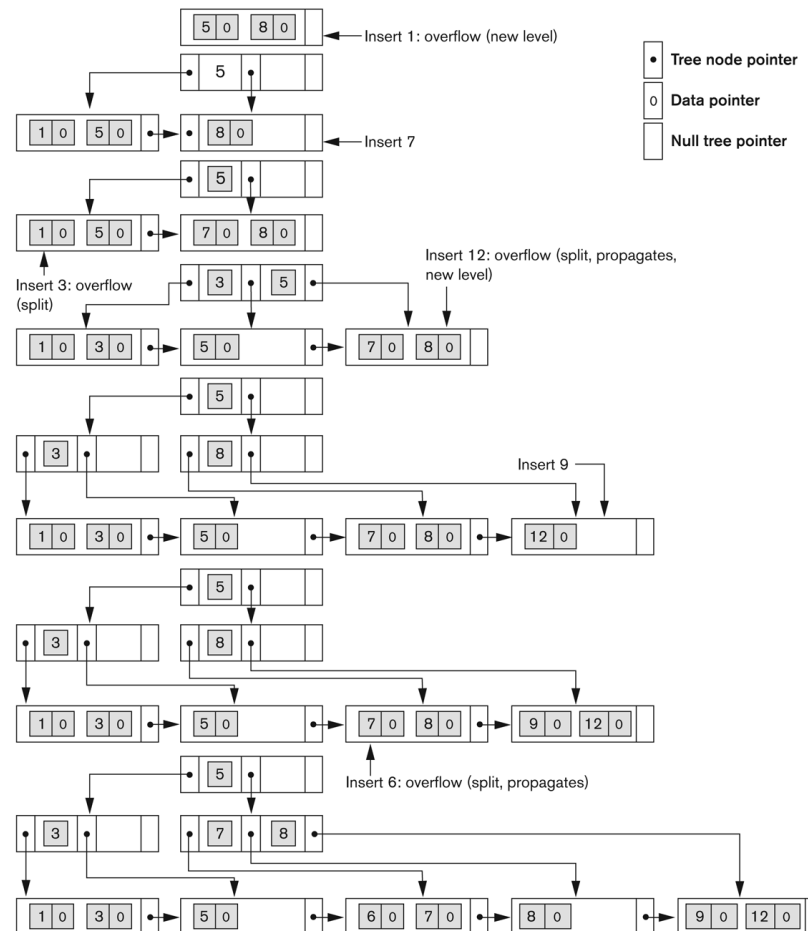 5 0 8 0
Insert 1: overflow (new level)
5
Tree node pointer
0 Data pointer
Null tree pointer
1 0 5 0 8 0
Insert 7
5
1 0 5 0 7 0 8 0
Insert 3: overflow
(split)
Insert 12: overflow (split, propagates,
new level)
3 5
1 0 3 0 5 0 7 0 8 0
5
3 8
Insert 9
1 0 3 0 5 0 7 0 8 0 12 0
5
3 8
1 0 3 0 5 0 7 0 8 0 9 0 12 0
Insert 6: overflow (split, propagates)
5
3 7 8
1 0 3 0 5 0 6 0 7 0 8 0 9 0 12 0